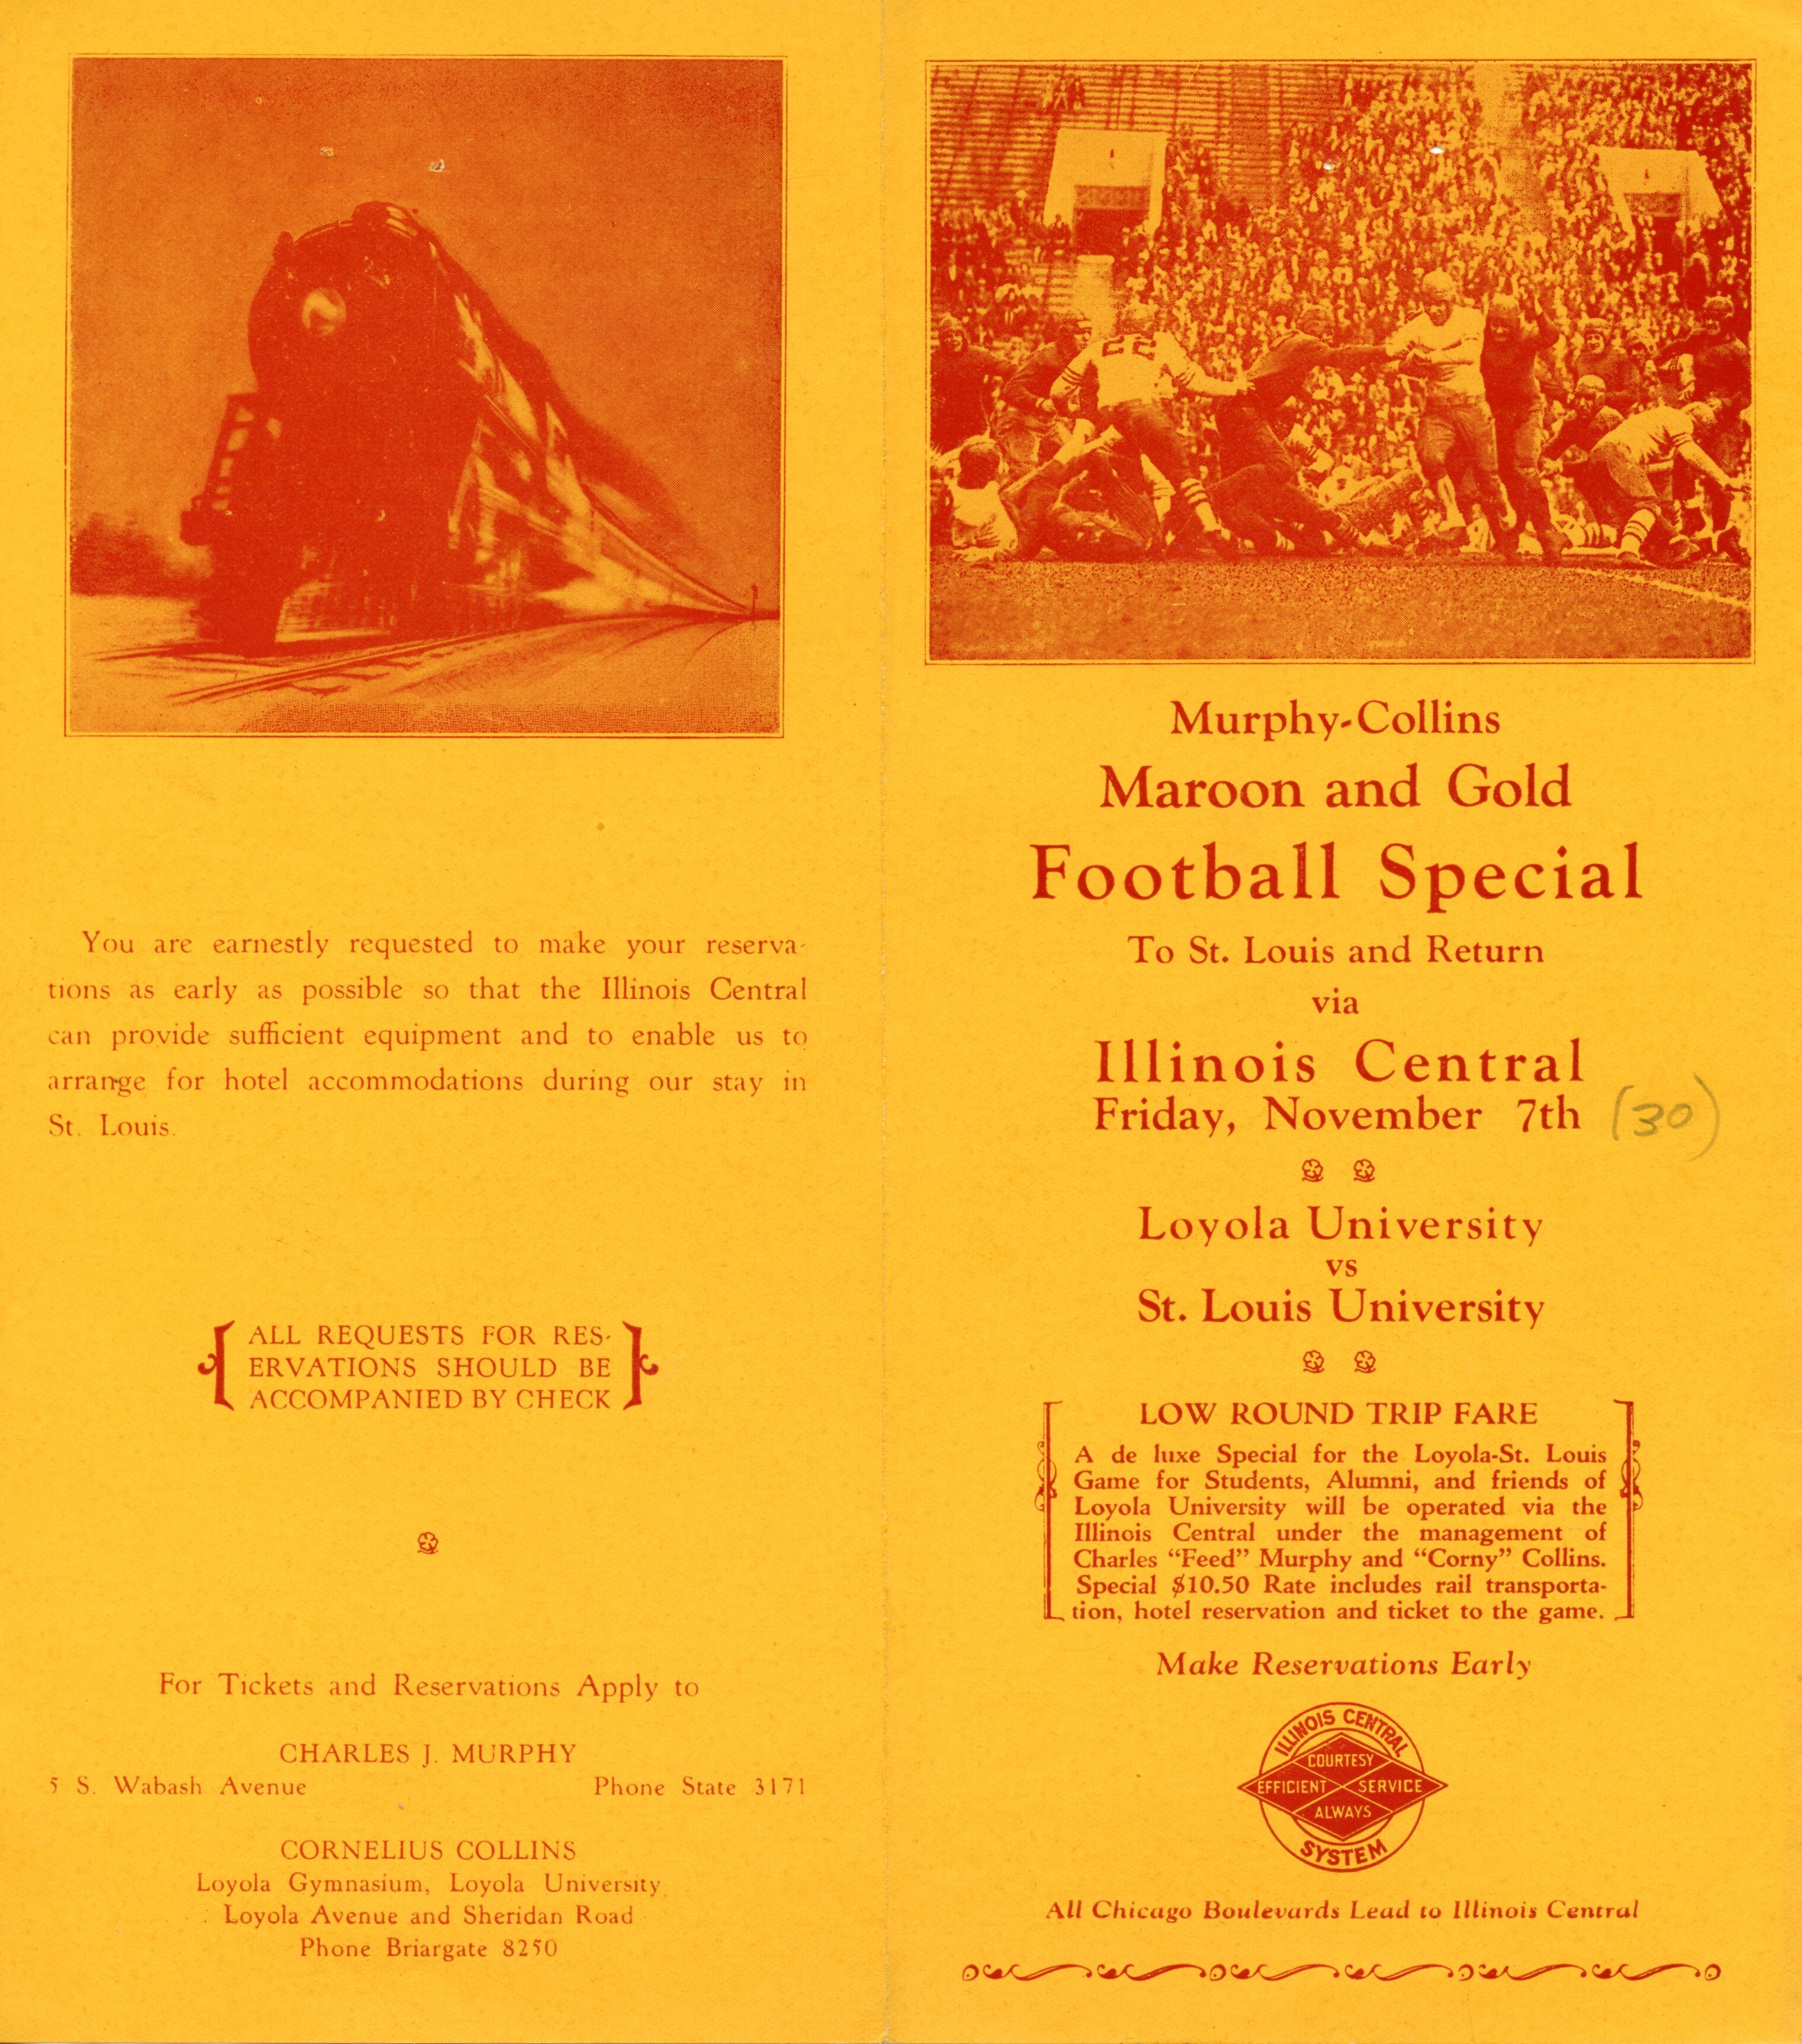 You are earnestly requested to make your reserva-
tions as early as possible so that the Illinois Central
can provide sufficient equipment and to enable us to
arrange for hotel accommodations during our stay in
St. Louis.
ALL REQUESTS FOR RES-
ERVATIONS SHOULD BE
ACCOMPANIED BY CHECK
For Tickets and Reservations Apply to
CHARLES J. MURPHY
5 S. Wabash Avenue Phone State 3171
CORNELIUS COLLINS
Loyola Gymnasium, Loyola University
Loyola Avenue and Sheridan Road
Phone Briargate 8250
22
Murphy-Collins
Maroon and Gold
Football Special
To St. Louis and Return
via
Illinois Central
Friday, November 7th (30)
Loyola University
vs
St. Louis University
LOW ROUND TRIP FARE
A de luxe Special for the Loyola-St. Louis
Game for Students, Alumni, and friends of
Loyola University will be operated via the
Illinois Central under the management of
Charles “Feed” Murphy and “Corny” Collins.
Special $10.50 Rate includes rail transporta-
tion, hotel reservation and ticket to the game.
Make Reservations Early
ILLINOIS CENTRAL
COURTESY
EFFICIENT SERVICE
ALWAYS
SYSTEM
All Chicago Boulevards Lead to Illinois Central